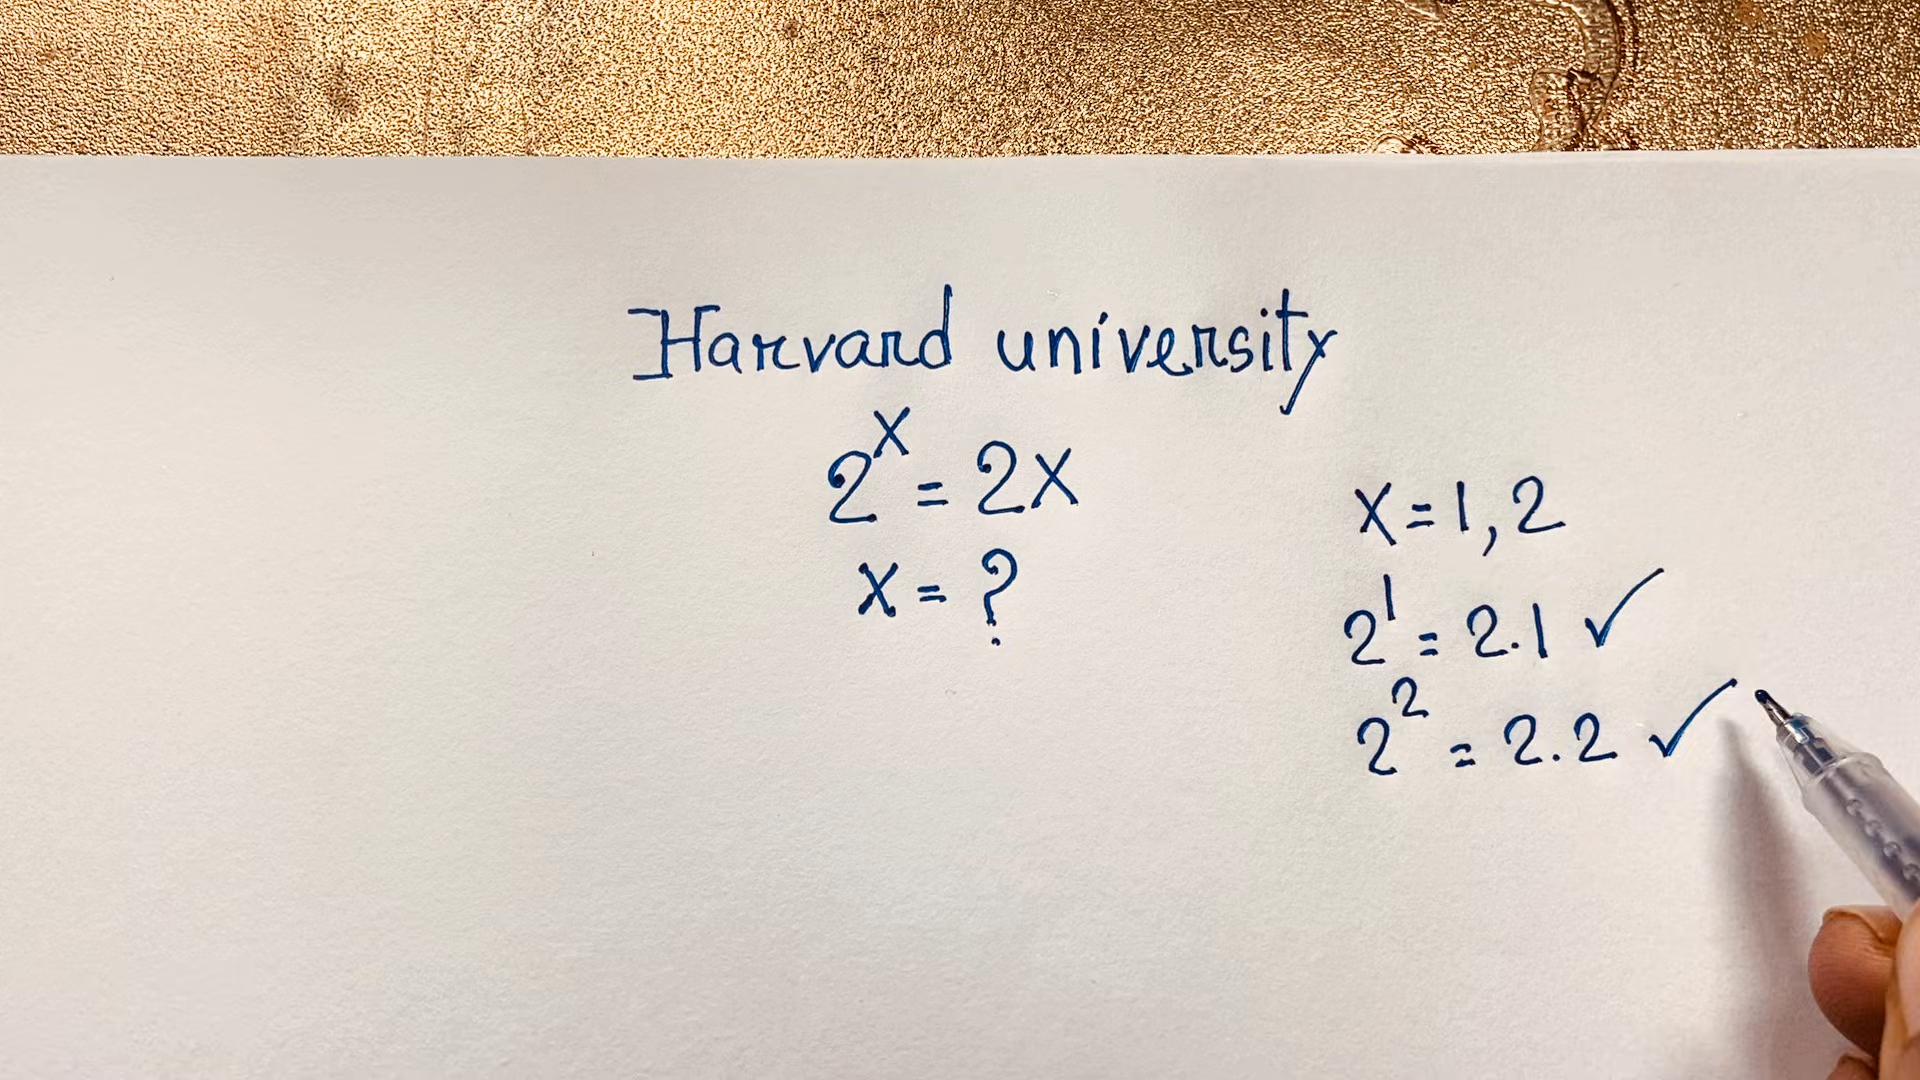 Harvard university
2^x = 2x
x = ?
x = 1, 2
2^1 = 2.1 ✓
2^2 = 2.2 ✓